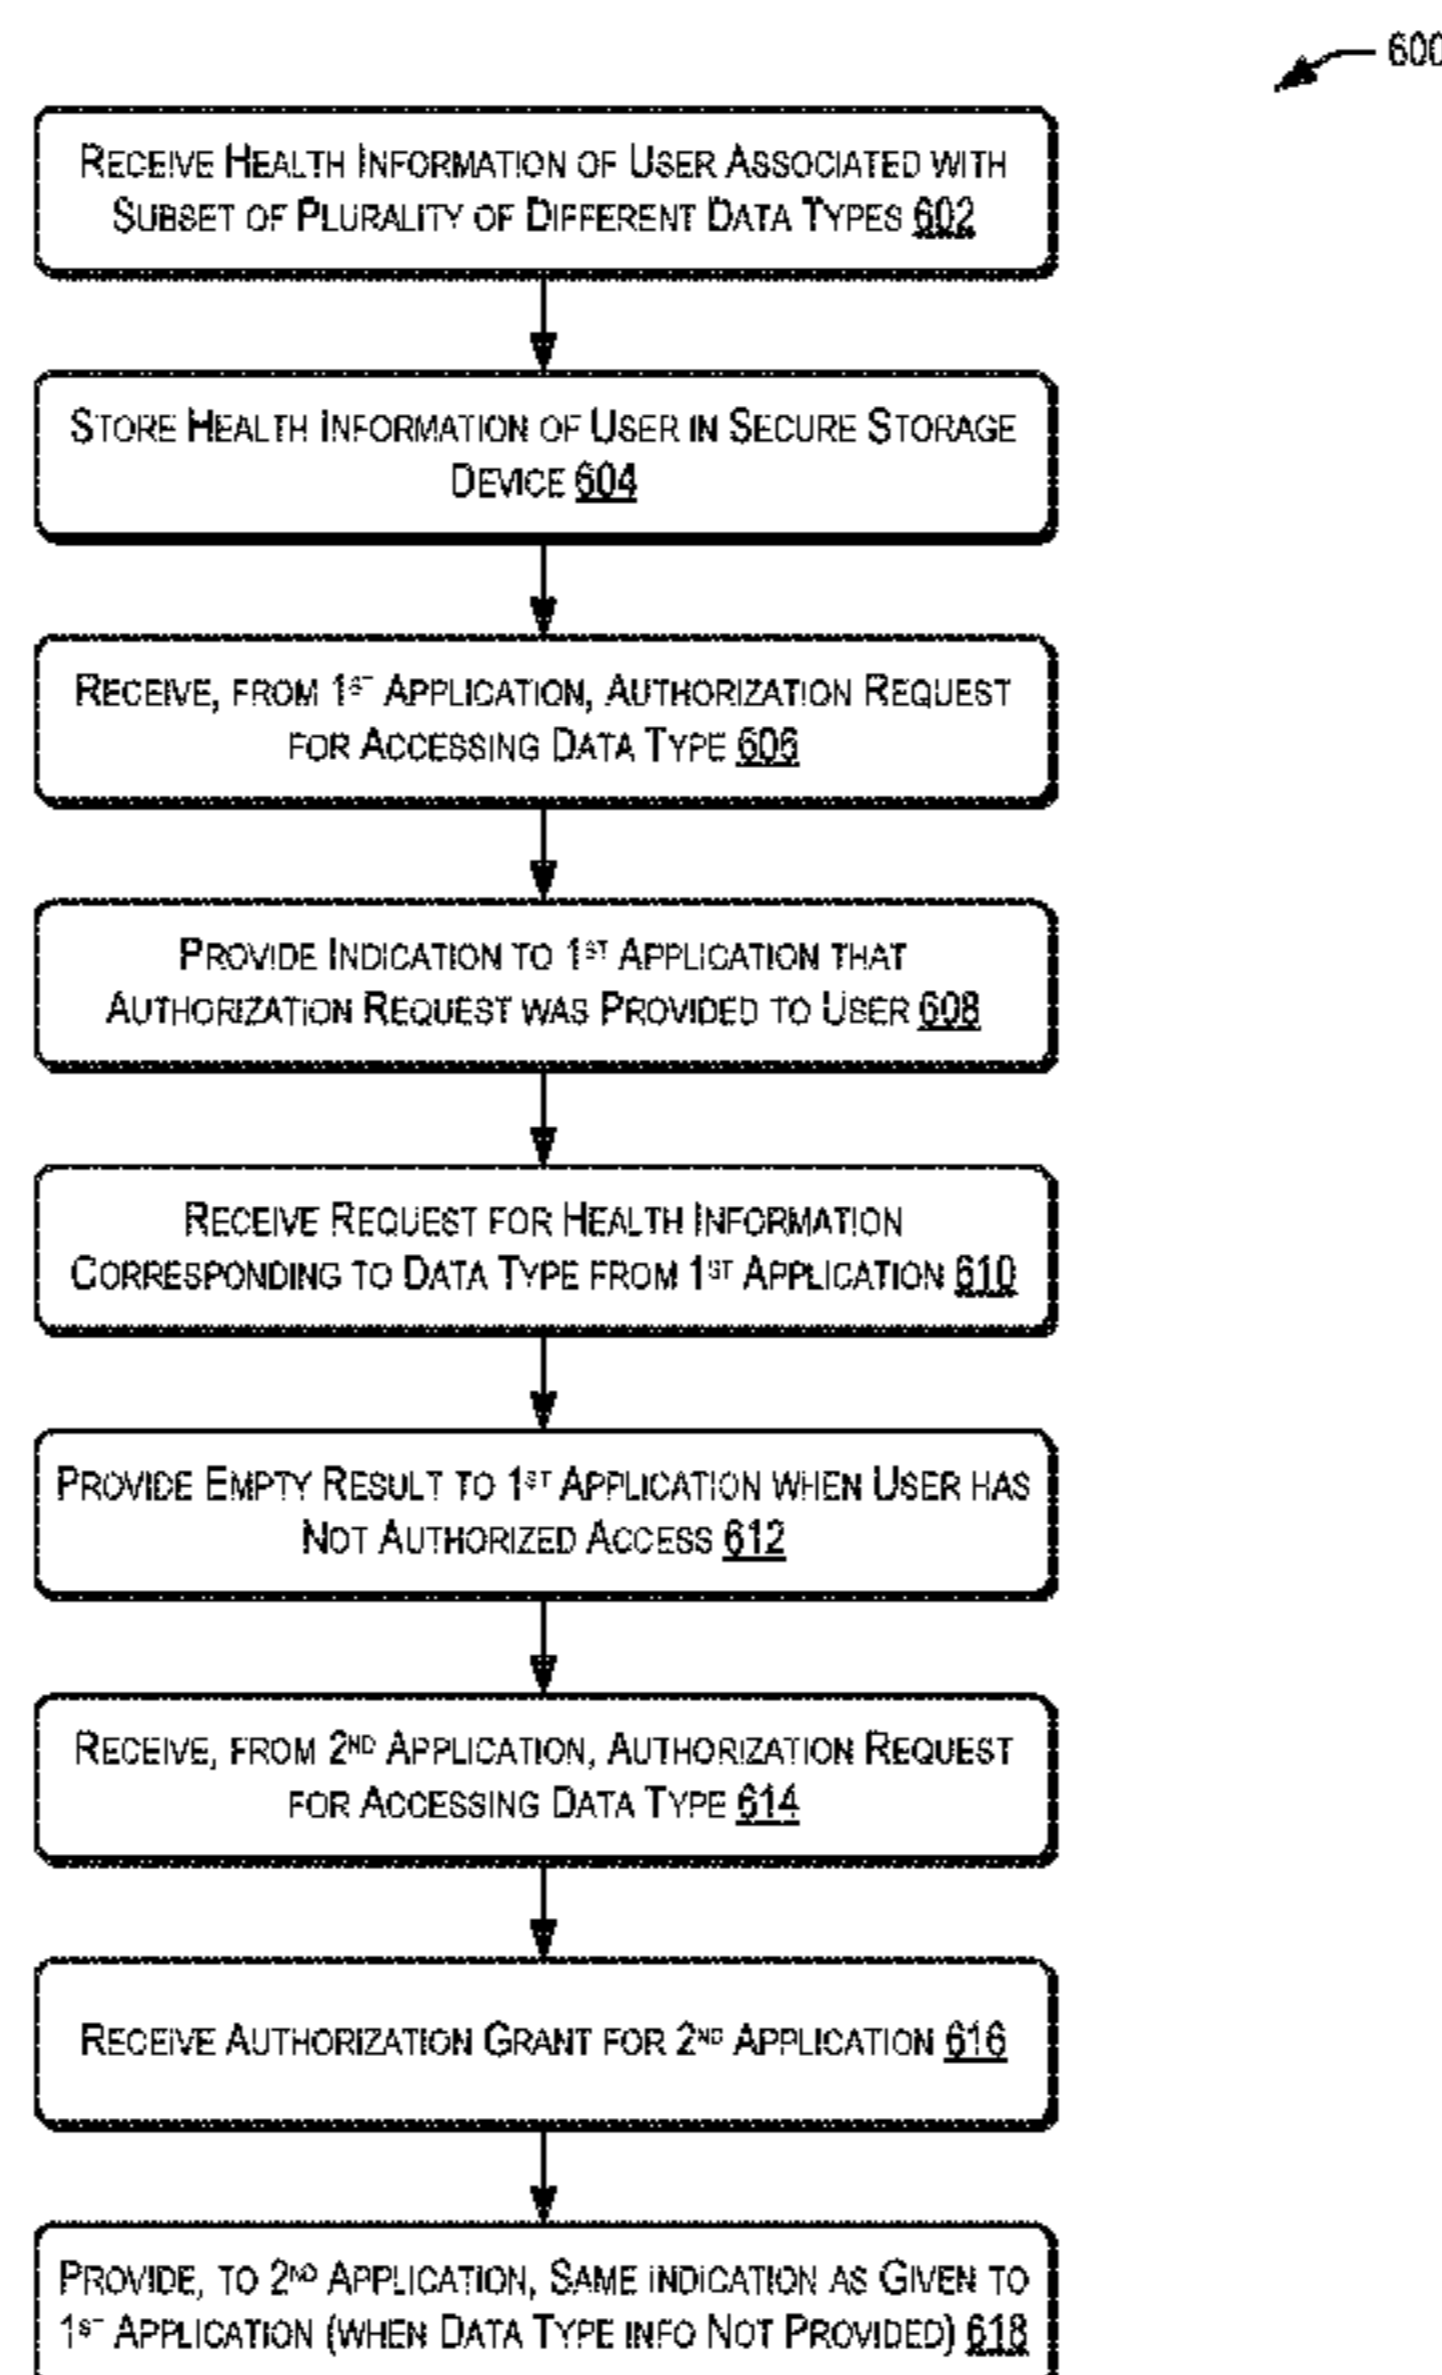 600
RECEIVE HEALTH INFORMATION OF USER ASSOCIATED WITH
SUBSET OF PLURALITY OF DIFFERENT DATA TYPES 602
STORE HEALTH INFORMATION OF USER IN SECURE STORAGE
DEVICE 604
RECEIVE, FROM 1ST APPLICATION, AUTHORIZATION REQUEST
FOR ACCESSING DATA TYPE 606
PROVIDE INDICATION TO 1ST APPLICATION THAT
AUTHORIZATION REQUEST WAS PROVIDED TO USER 608
RECEIVE REQUEST FOR HEALTH INFORMATION
CORRESPONDING TO DATA TYPE FROM 1ST APPLICATION 610
PROVIDE EMPTY RESULT TO 1ST APPLICATION WHEN USER HAS
NOT AUTHORIZED ACCESS 612
RECEIVE, FROM 2ND APPLICATION, AUTHORIZATION REQUEST
FOR ACCESSING DATA TYPE 614
RECEIVE AUTHORIZATION GRANT FOR 2ND APPLICATION 616
PROVIDE, TO 2ND APPLICATION, SAME INDICATION AS GIVEN TO
1ST APPLICATION (WHEN DATA TYPE INFO NOT PROVIDED) 618